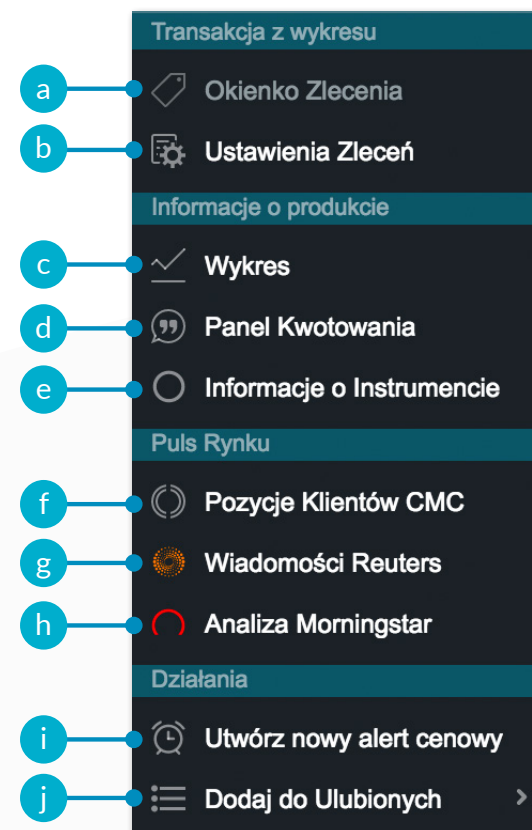 Transakcja z wykresu
a Okienko Zlecenia
b Ustawienia Zleceń
Informacje o produkcie
c Wykres
d Panel Kwotowania
e Informacje o Instrumencie
Puls Rynku
f Pozycje Klientów CMC
g Wiadomości Reuters
h Analiza Morningstar
Działania
i Utwórz nowy alert cenowy
j Dodaj do Ulubionych